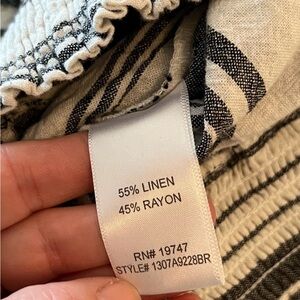 55% LINEN
45% RAYON
RN# 19747
STYLE# 1307A9228BR